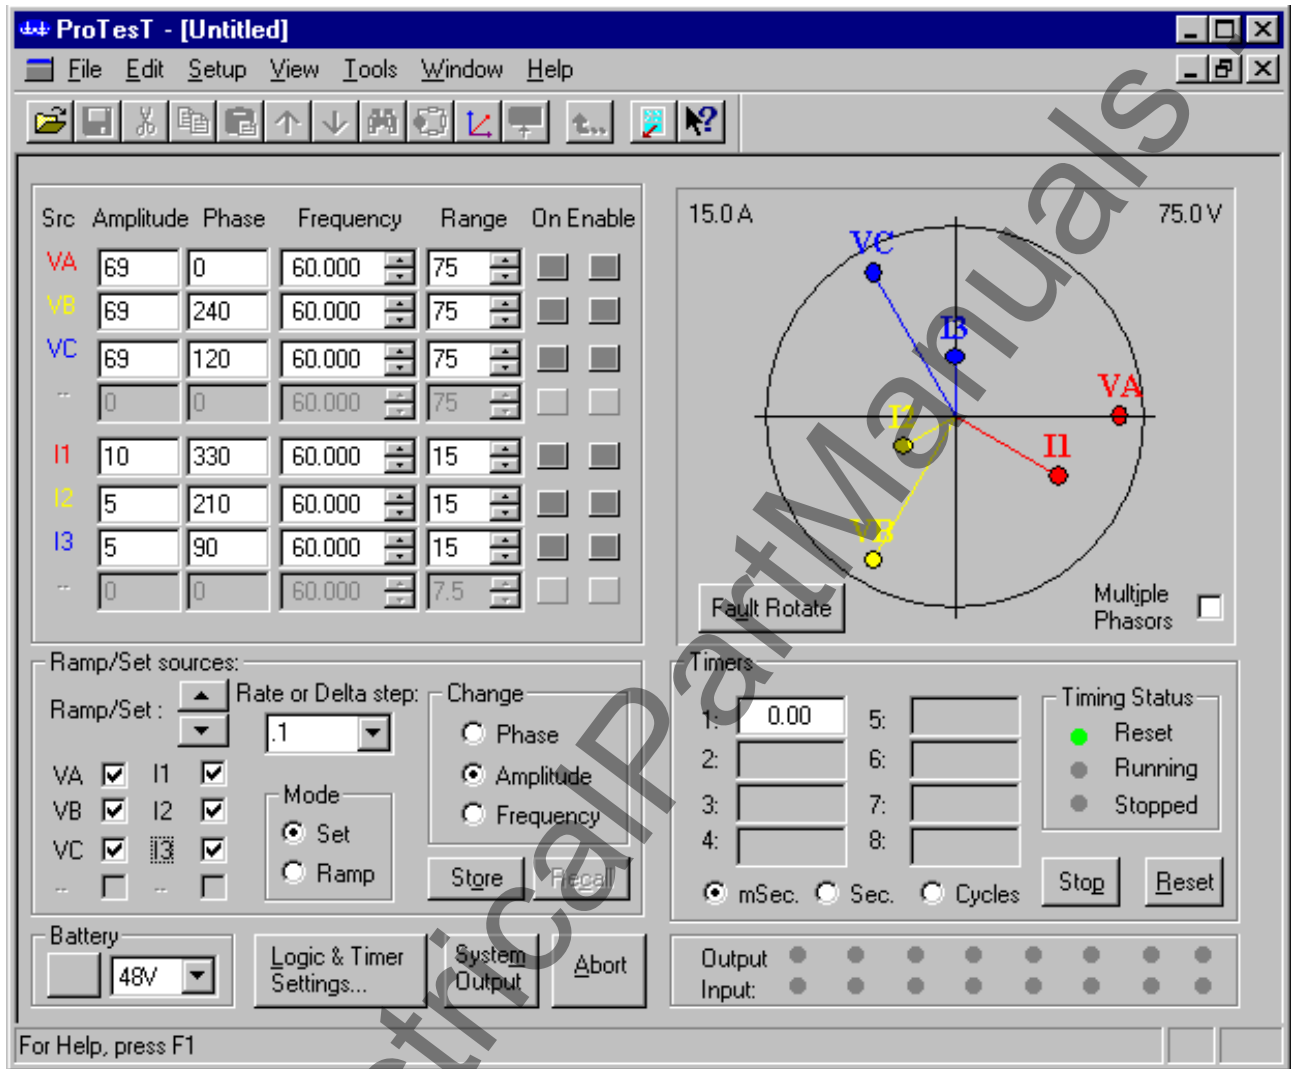 ProTesT - [Untitled]
File Edit Setup View Tools Window Help
Src Amplitude Phase Frequency Range On Enable
VA 69 0 60.000 75
VB 69 240 60.000 75
VC 69 120 60.000 75
-- 0 0 60.000 75
I1 10 330 60.000 15
I2 5 210 60.000 15
I3 5 90 60.000 15
-- 0 0 60.000 7.5
15.0 A 75.0 V
VC
I3
VA
I2
I1
VB
Fault Rotate
Multiple
Phasors
Ramp/Set sources:
Ramp/Set :
Rate or Delta step:
.1
VA I1
VB I2
VC I3
-- --
Mode
Set
Ramp
Change
Phase
Amplitude
Frequency
Store Recall
Timers
1: 0.00 5:
2: 6:
3: 7:
4: 8:
mSec. Sec. Cycles
Timing Status
Reset
Running
Stopped
Stop Reset
Battery
48V
Logic & Timer
Settings...
System
Output
Abort
Output
Input:
For Help, press F1
ctricalPartManuals .